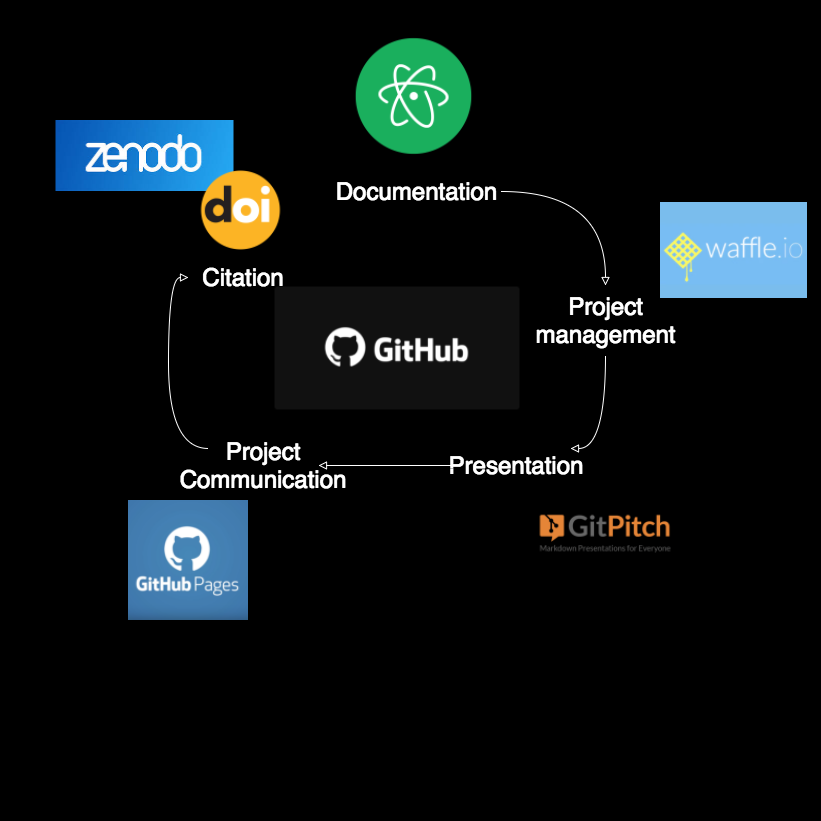 zenodo
doi
Documentation
waffle.io
Citation
Project
management
GitHub
Project
Communication
Presentation
GitPitch
Markdown Presentations for Everyone
GitHub Pages